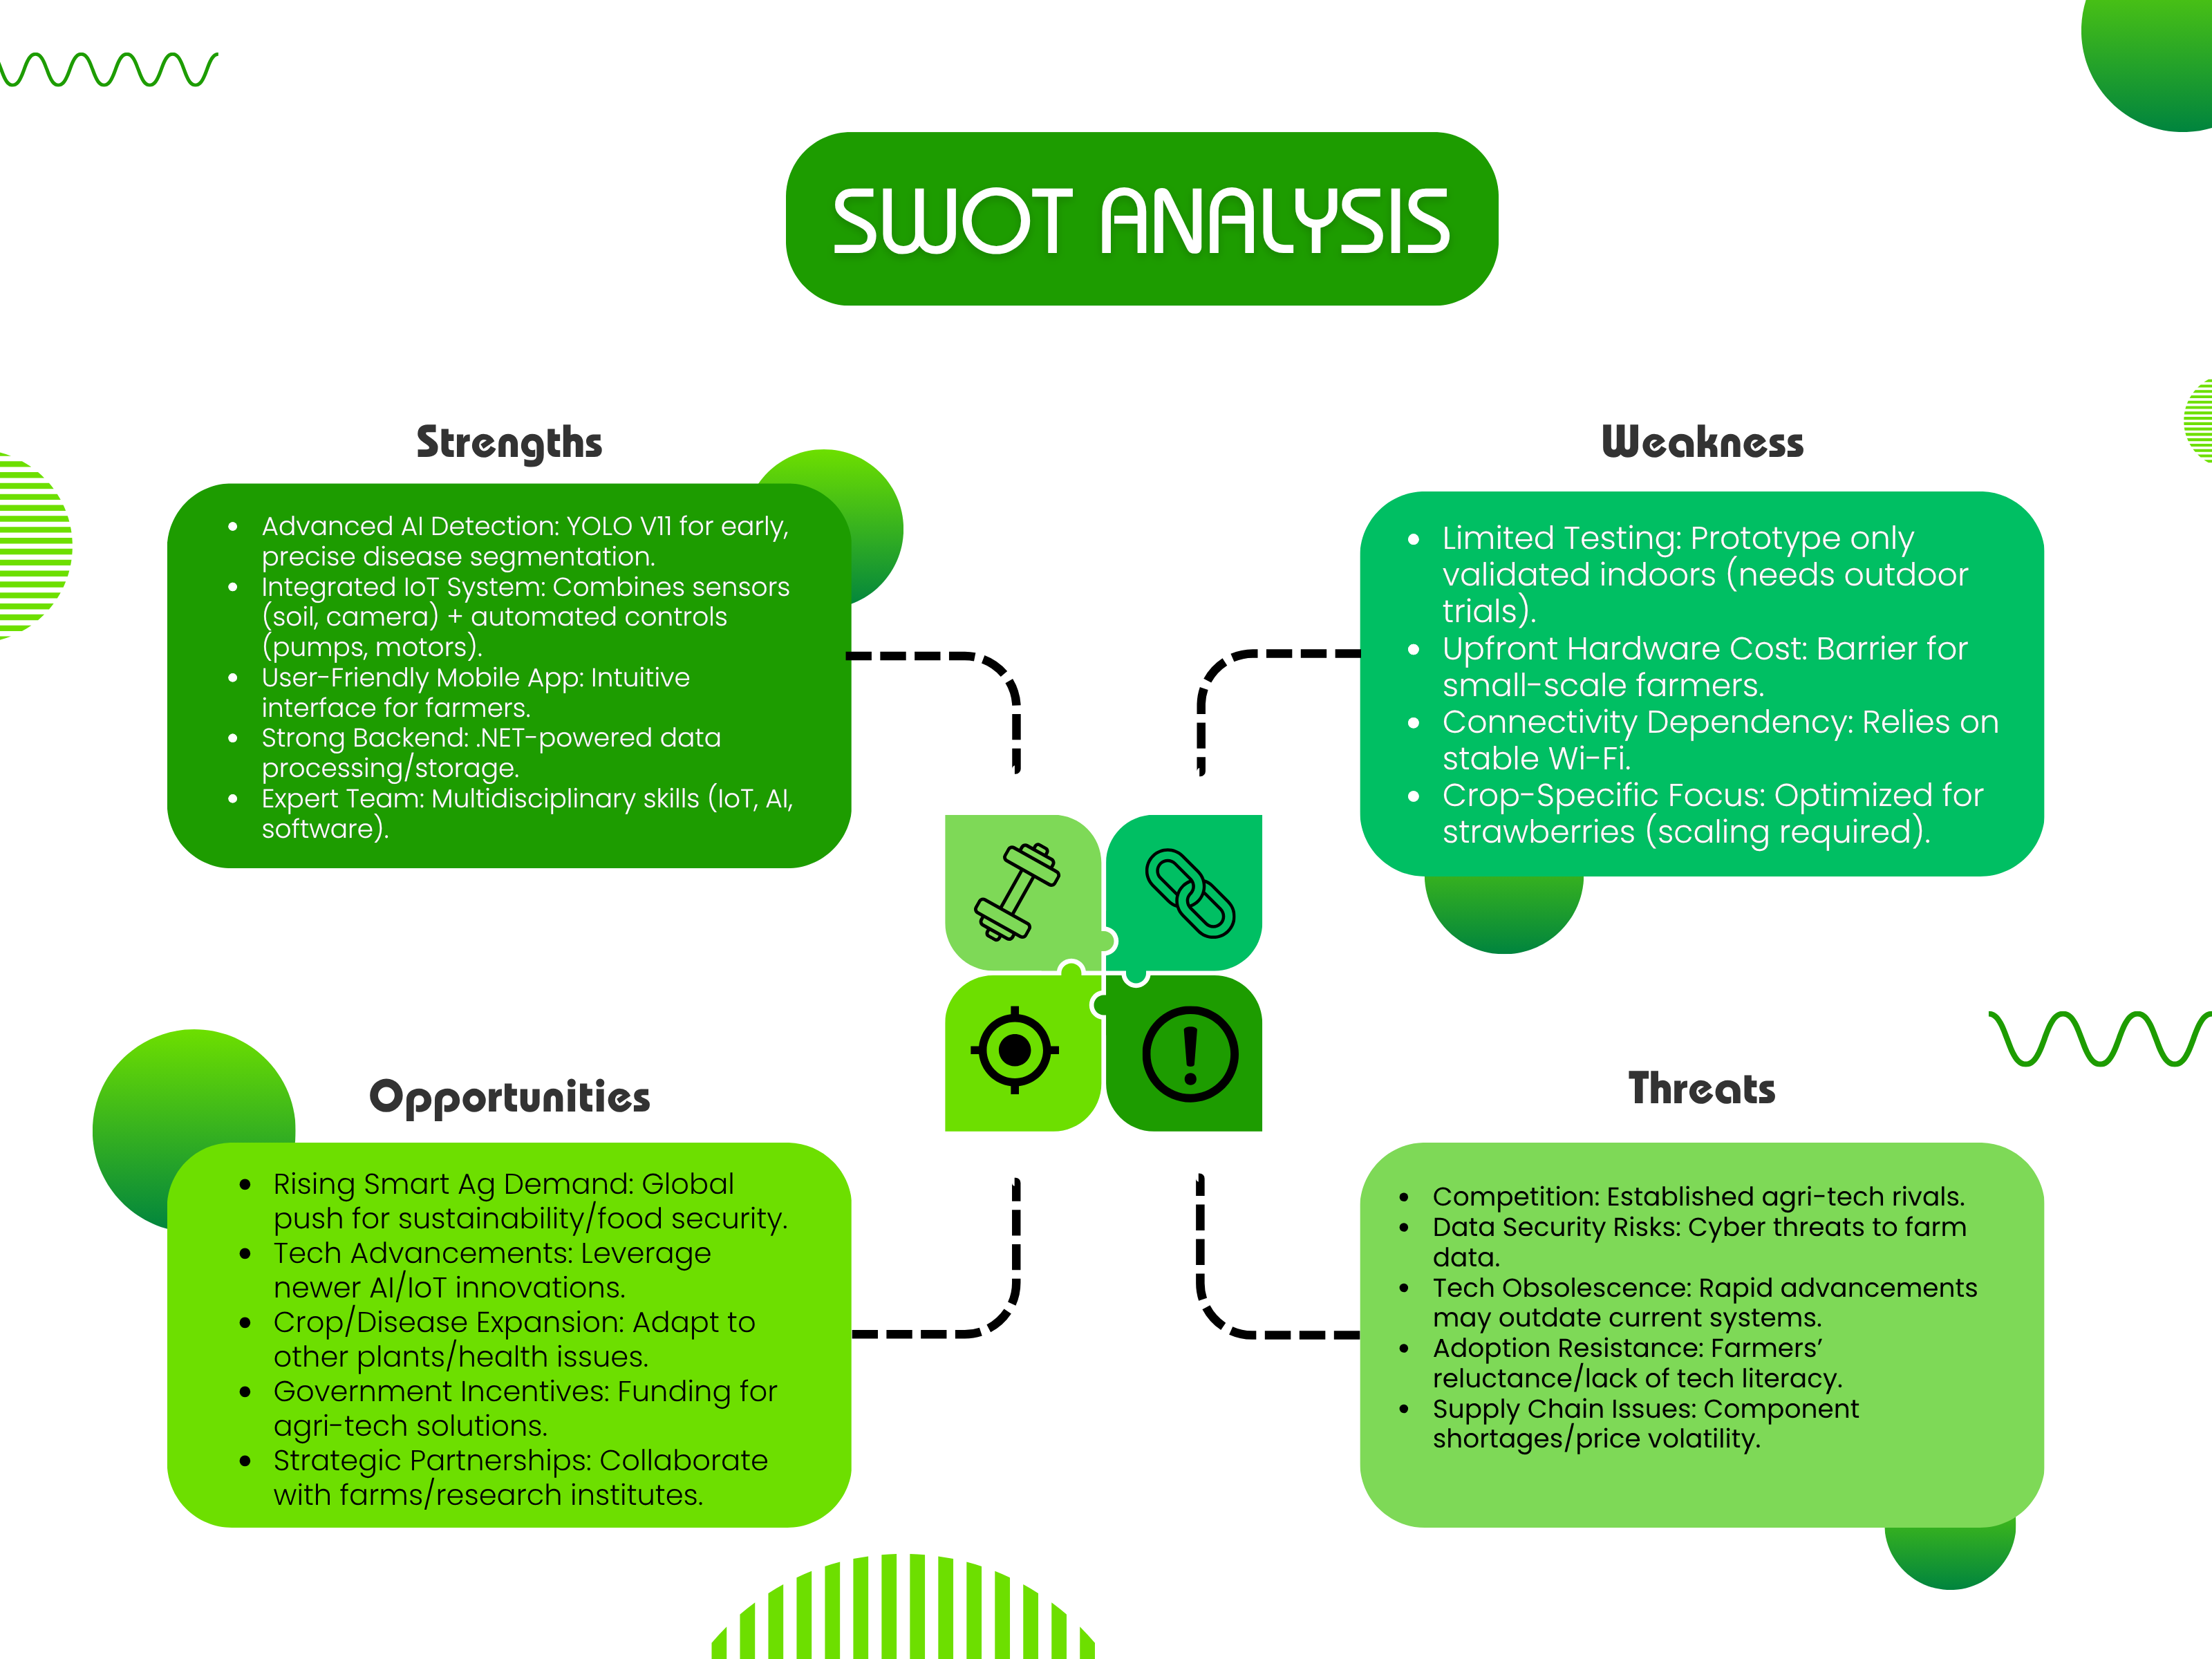 SWOT ANALYSIS
Strengths
• Advanced AI Detection: YOLO V11 for early,
precise disease segmentation.
• Integrated IoT System: Combines sensors
(soil, camera) + automated controls
(pumps, motors).
• User-Friendly Mobile App: Intuitive
interface for farmers.
• Strong Backend: .NET-powered data
processing/storage.
• Expert Team: Multidisciplinary skills (IoT, AI,
software).
Weakness
• Limited Testing: Prototype only
validated indoors (needs outdoor
trials).
• Upfront Hardware Cost: Barrier for
small-scale farmers.
• Connectivity Dependency: Relies on
stable Wi-Fi.
• Crop-Specific Focus: Optimized for
strawberries (scaling required).
Opportunities
• Rising Smart Ag Demand: Global
push for sustainability/food security.
• Tech Advancements: Leverage
newer AI/IoT innovations.
• Crop/Disease Expansion: Adapt to
other plants/health issues.
• Government Incentives: Funding for
agri-tech solutions.
• Strategic Partnerships: Collaborate
with farms/research institutes.
Threats
• Competition: Established agri-tech rivals.
• Data Security Risks: Cyber threats to farm
data.
• Tech Obsolescence: Rapid advancements
may outdate current systems.
• Adoption Resistance: Farmers’
reluctance/lack of tech literacy.
• Supply Chain Issues: Component
shortages/price volatility.